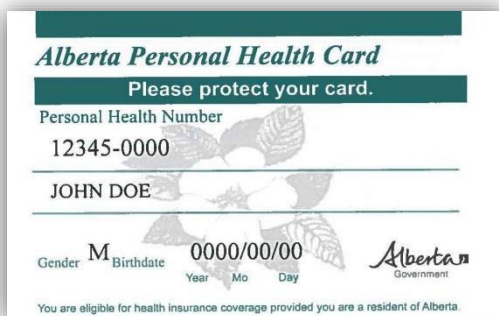 Alberta Personal Health Card
Please protect your card.
Personal Health Number
12345-0000
JOHN DOE
Gender M Birthdate 0000/00/00
Year Mo Day
Alberta
Government
You are eligible for health insurance coverage provided you are a resident of Alberta.